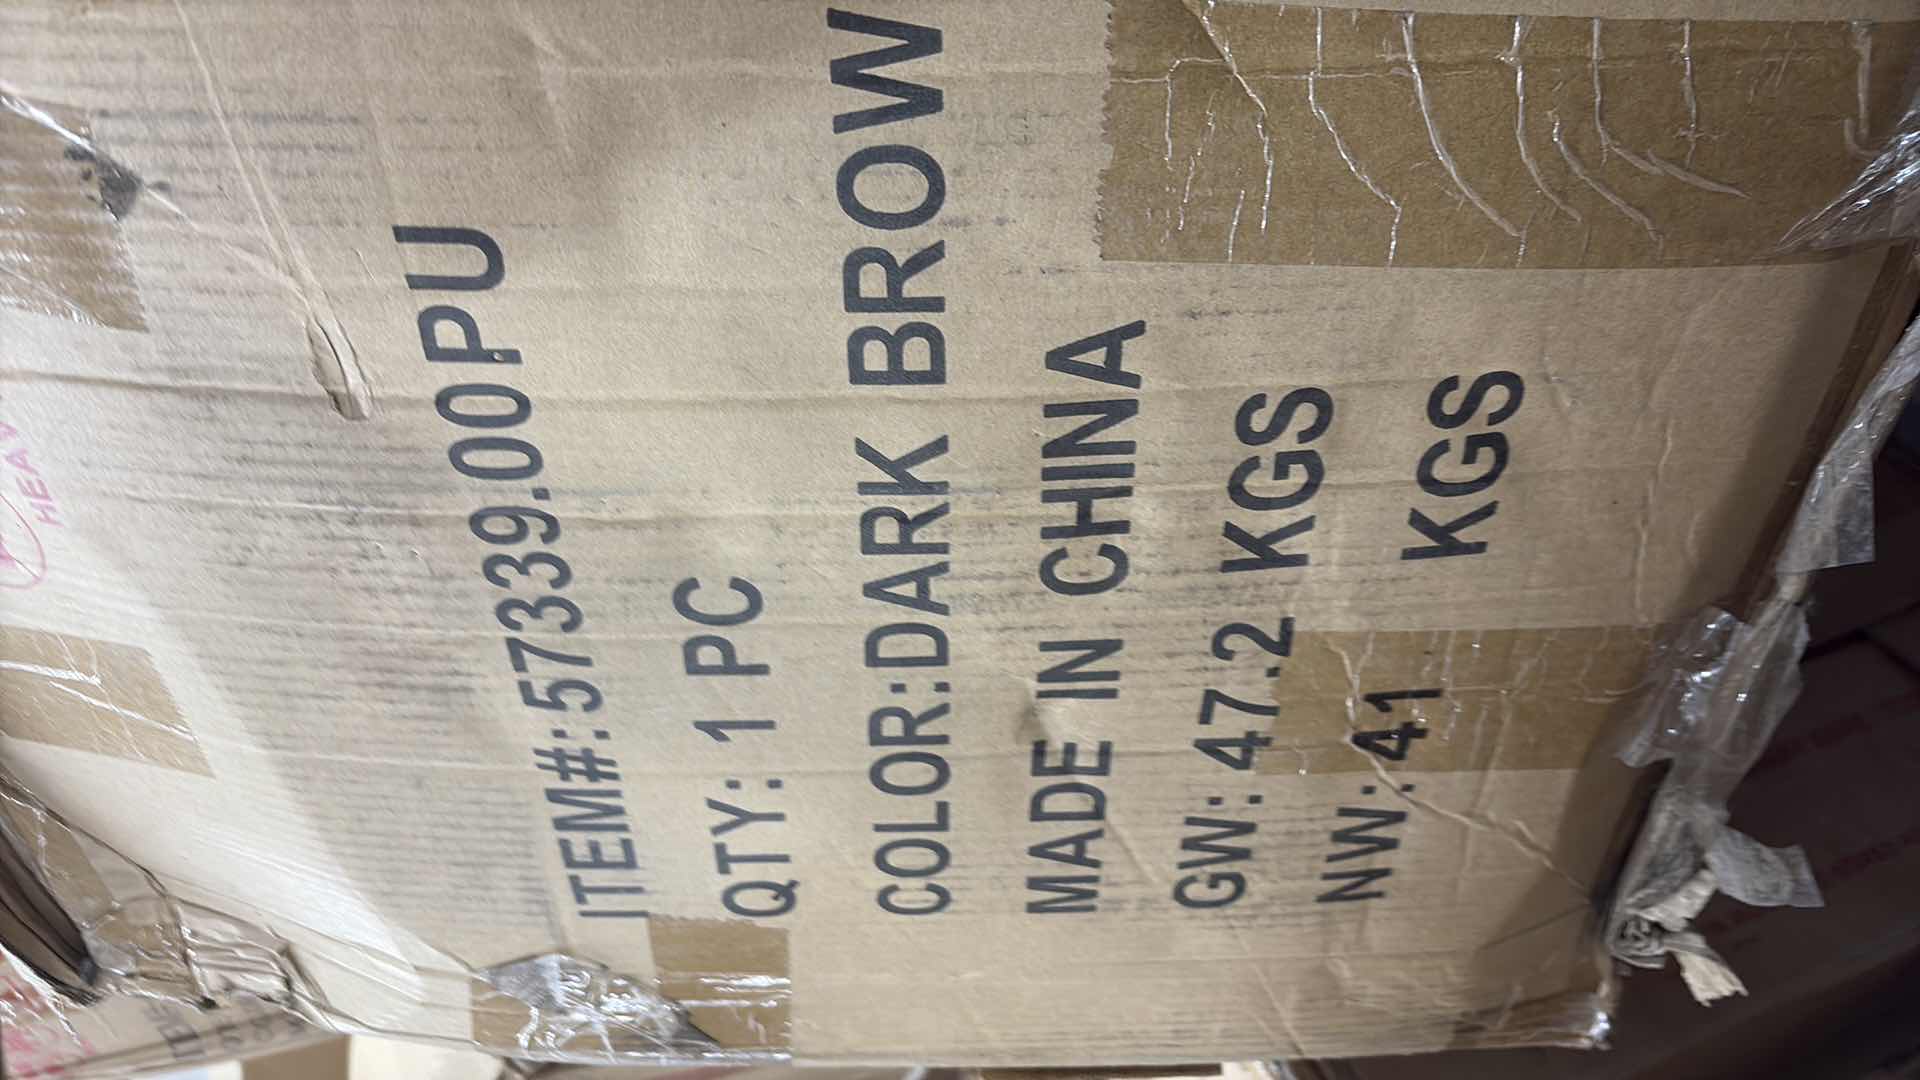 ITEM#:57339.00PU
QTY: 1 PC
COLOR:DARK BROW
MADE IN CHINA
GW: 47.2 KGS
NW: 41 KGS
HEAV